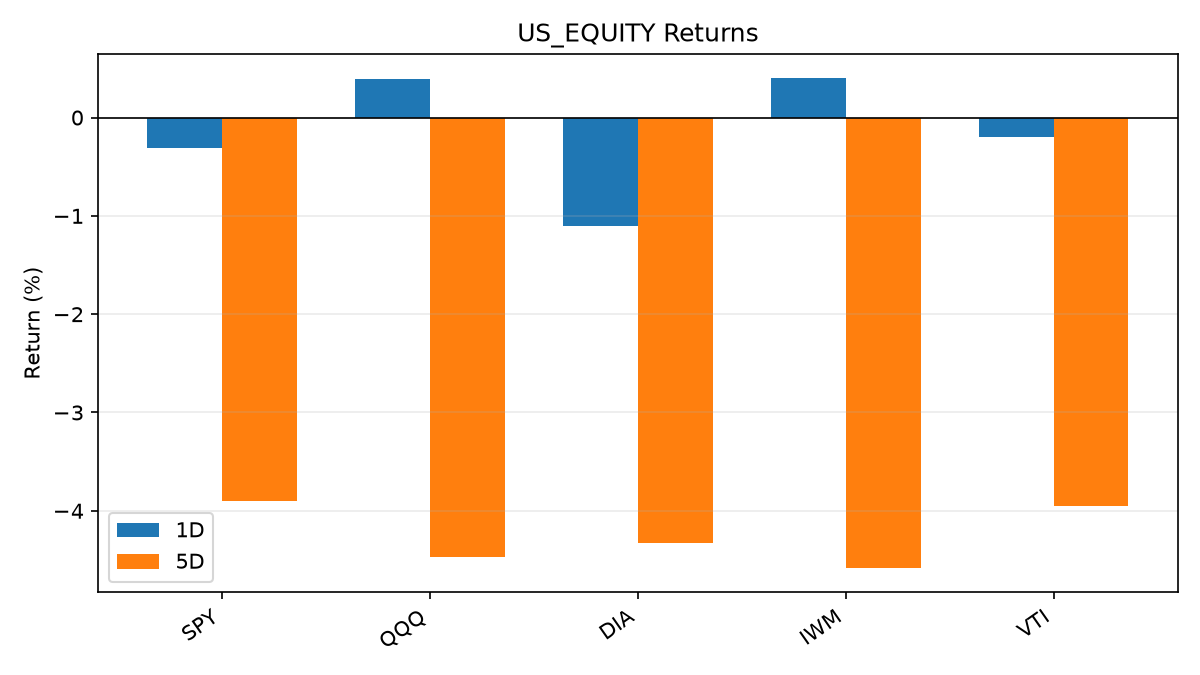 US_EQUITY Returns
Return (%)
0
−1
−2
−3
−4
1D
5D
SPY
QQQ
DIA
IWM
VTI